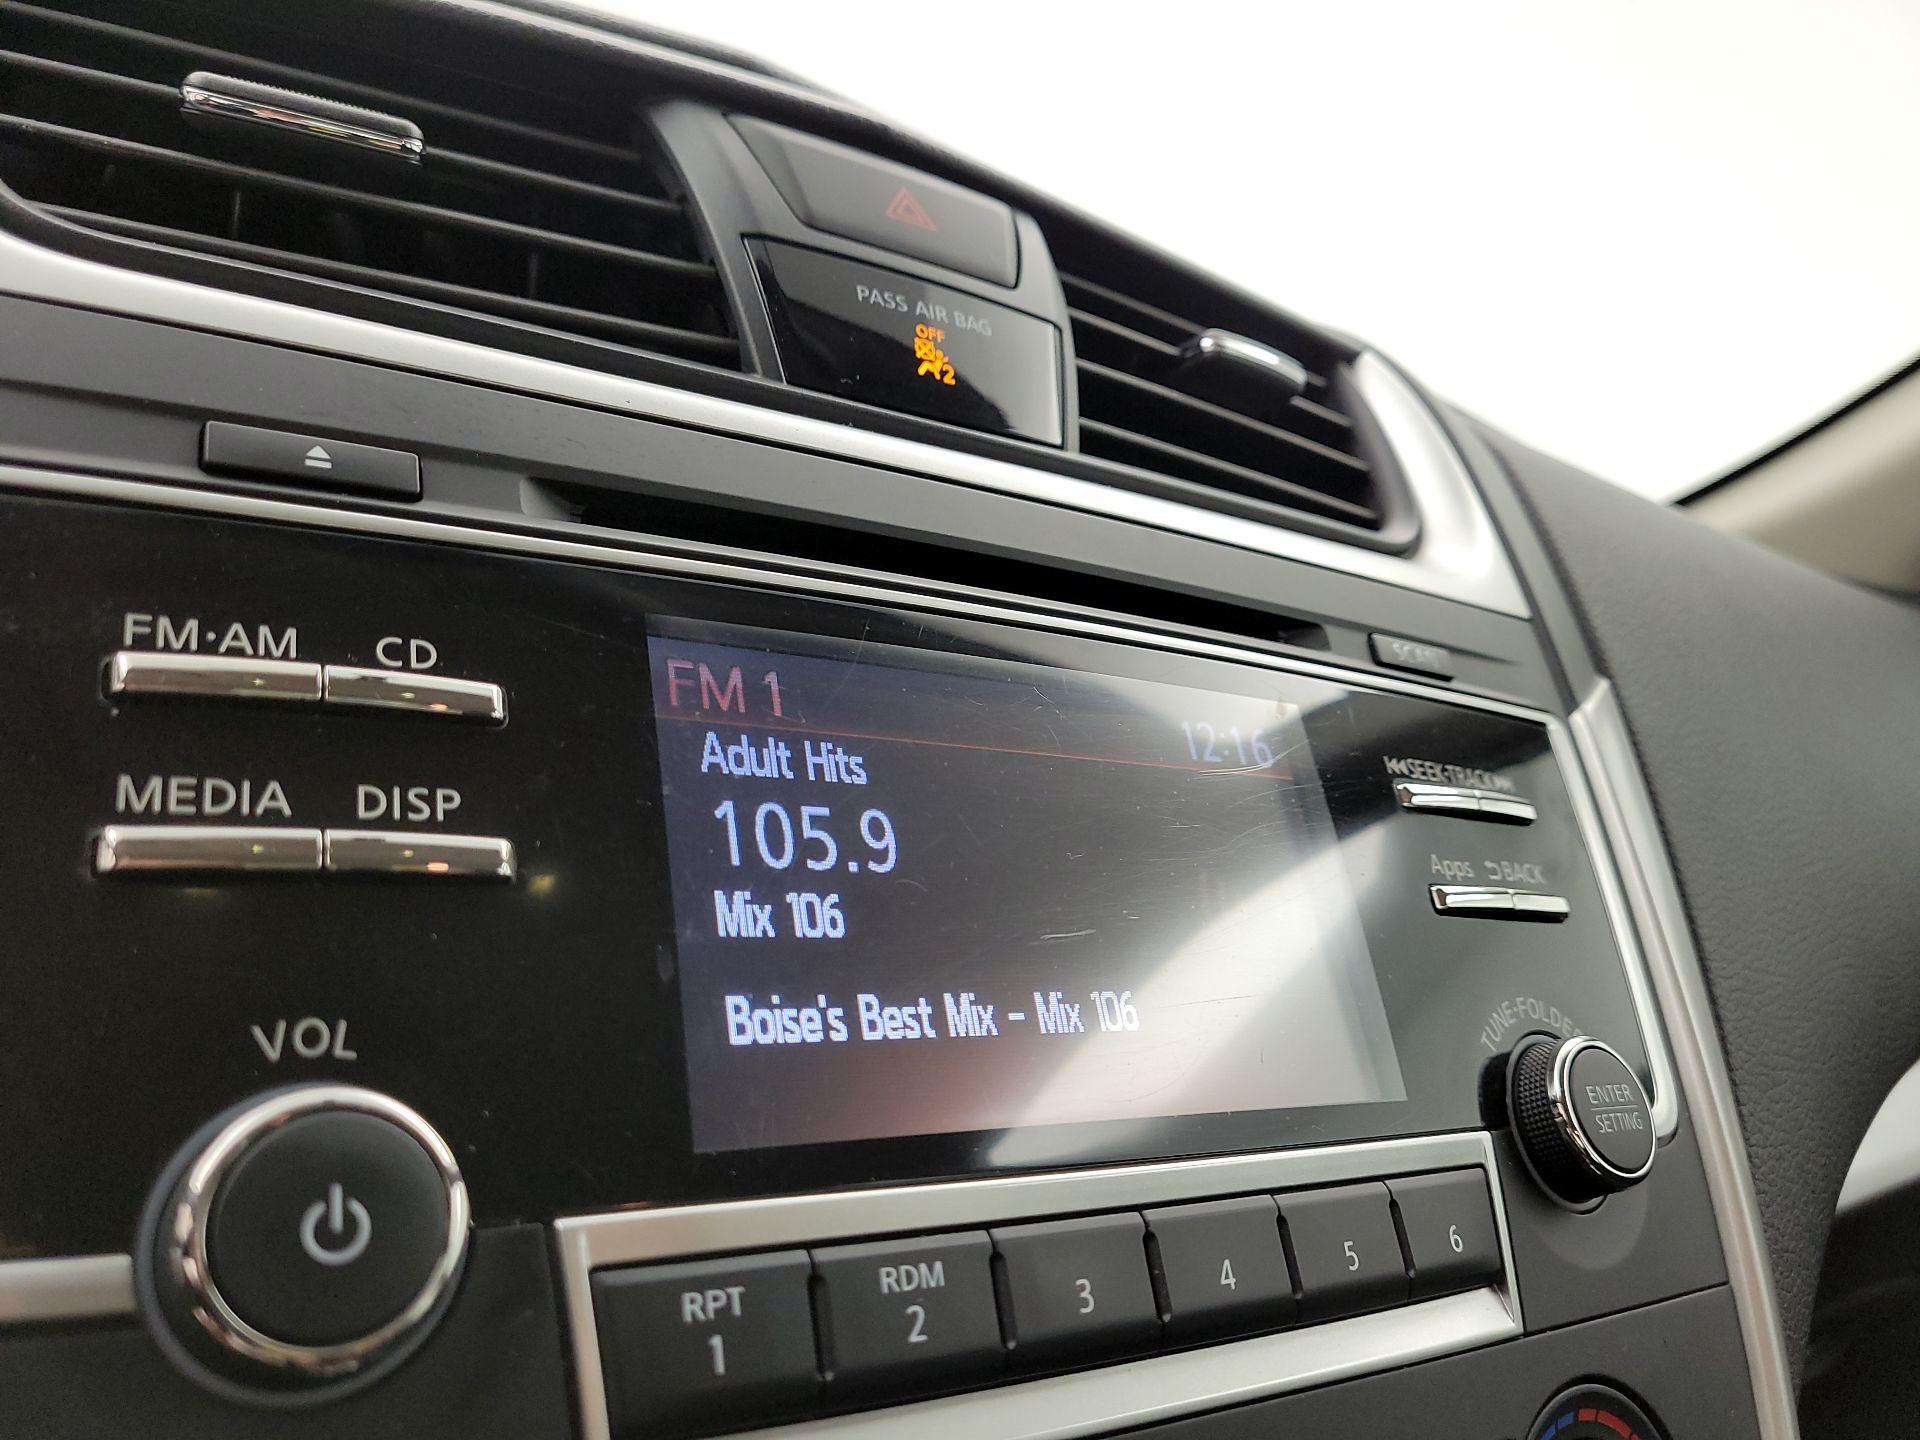 PASS AIR BAG
OFF
2
SCAN
FM·AM
CD
MEDIA
DISP
VOL
FM 1
12:16
Adult Hits
105.9
Mix 106
Boise's Best Mix - Mix 106
SEEK·TRACK
Apps
BACK
TUNE·FOLDER
ENTER
SETTING
RPT
1
RDM
2
3
4
5
6